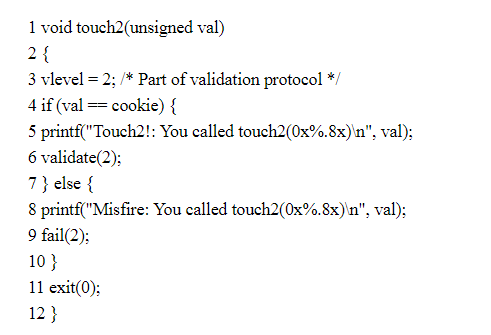 1 void touch2(unsigned val)
2 {
3 vlevel = 2; /* Part of validation protocol */
4 if (val == cookie) {
5 printf("Touch2!: You called touch2(0x%.8x)\n", val);
6 validate(2);
7 } else {
8 printf("Misfire: You called touch2(0x%.8x)\n", val);
9 fail(2);
10 }
11 exit(0);
12 }